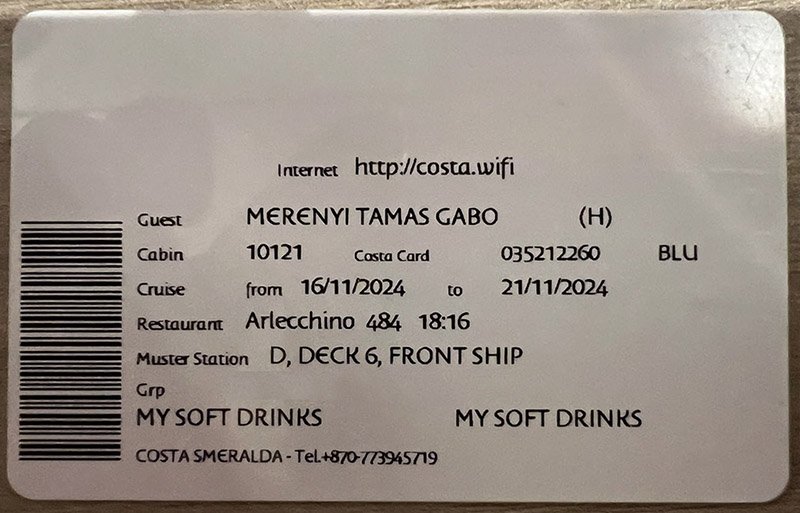 Internet http://costa.wifi
Guest MERENYI TAMAS GABO (H)
Cabin 10121 Costa Card 035212260 BLU
Cruise from 16/11/2024 to 21/11/2024
Restaurant Arlecchino 484 18:16
Muster Station D, DECK 6, FRONT SHIP
Grp
MY SOFT DRINKS MY SOFT DRINKS
COSTA SMERALDA - Tel.+870-773945719